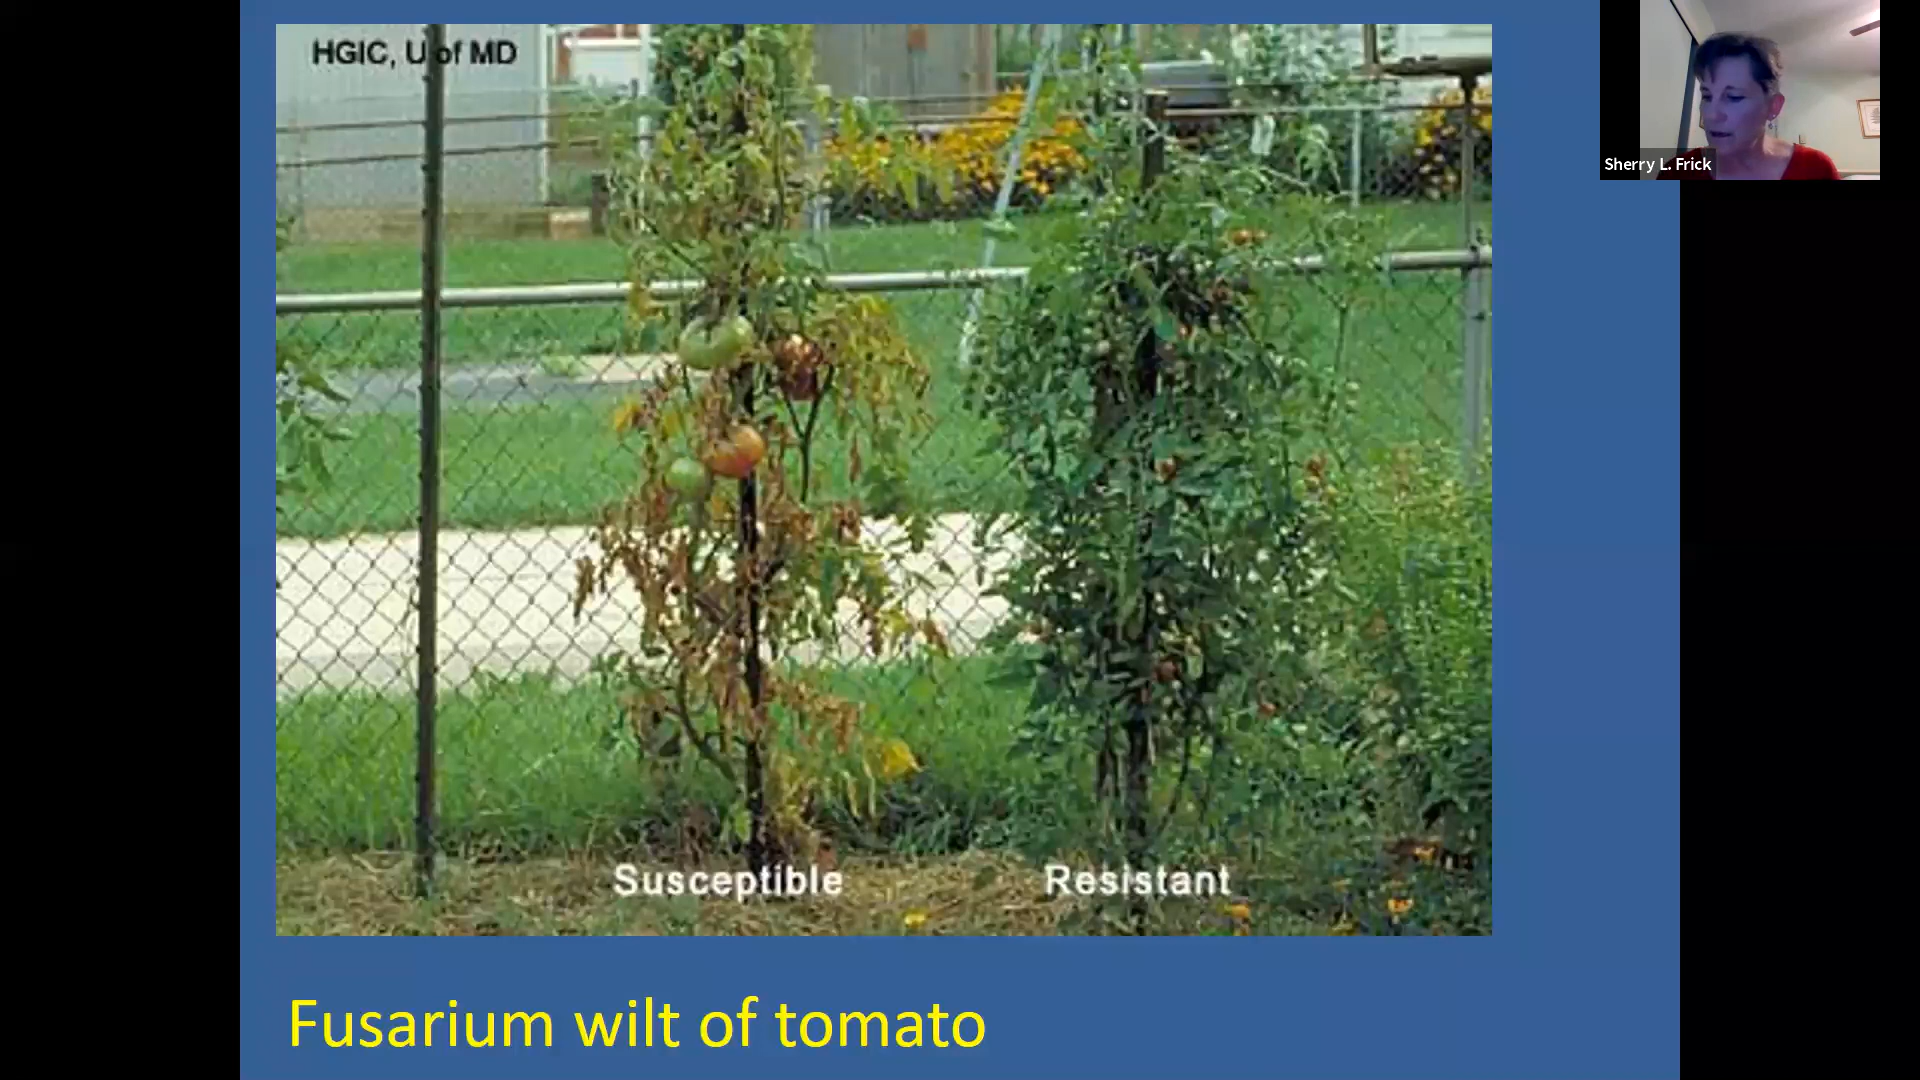 HGIC, U of MD
Sherry L. Frick
Susceptible
Resistant
Fusarium wilt of tomato